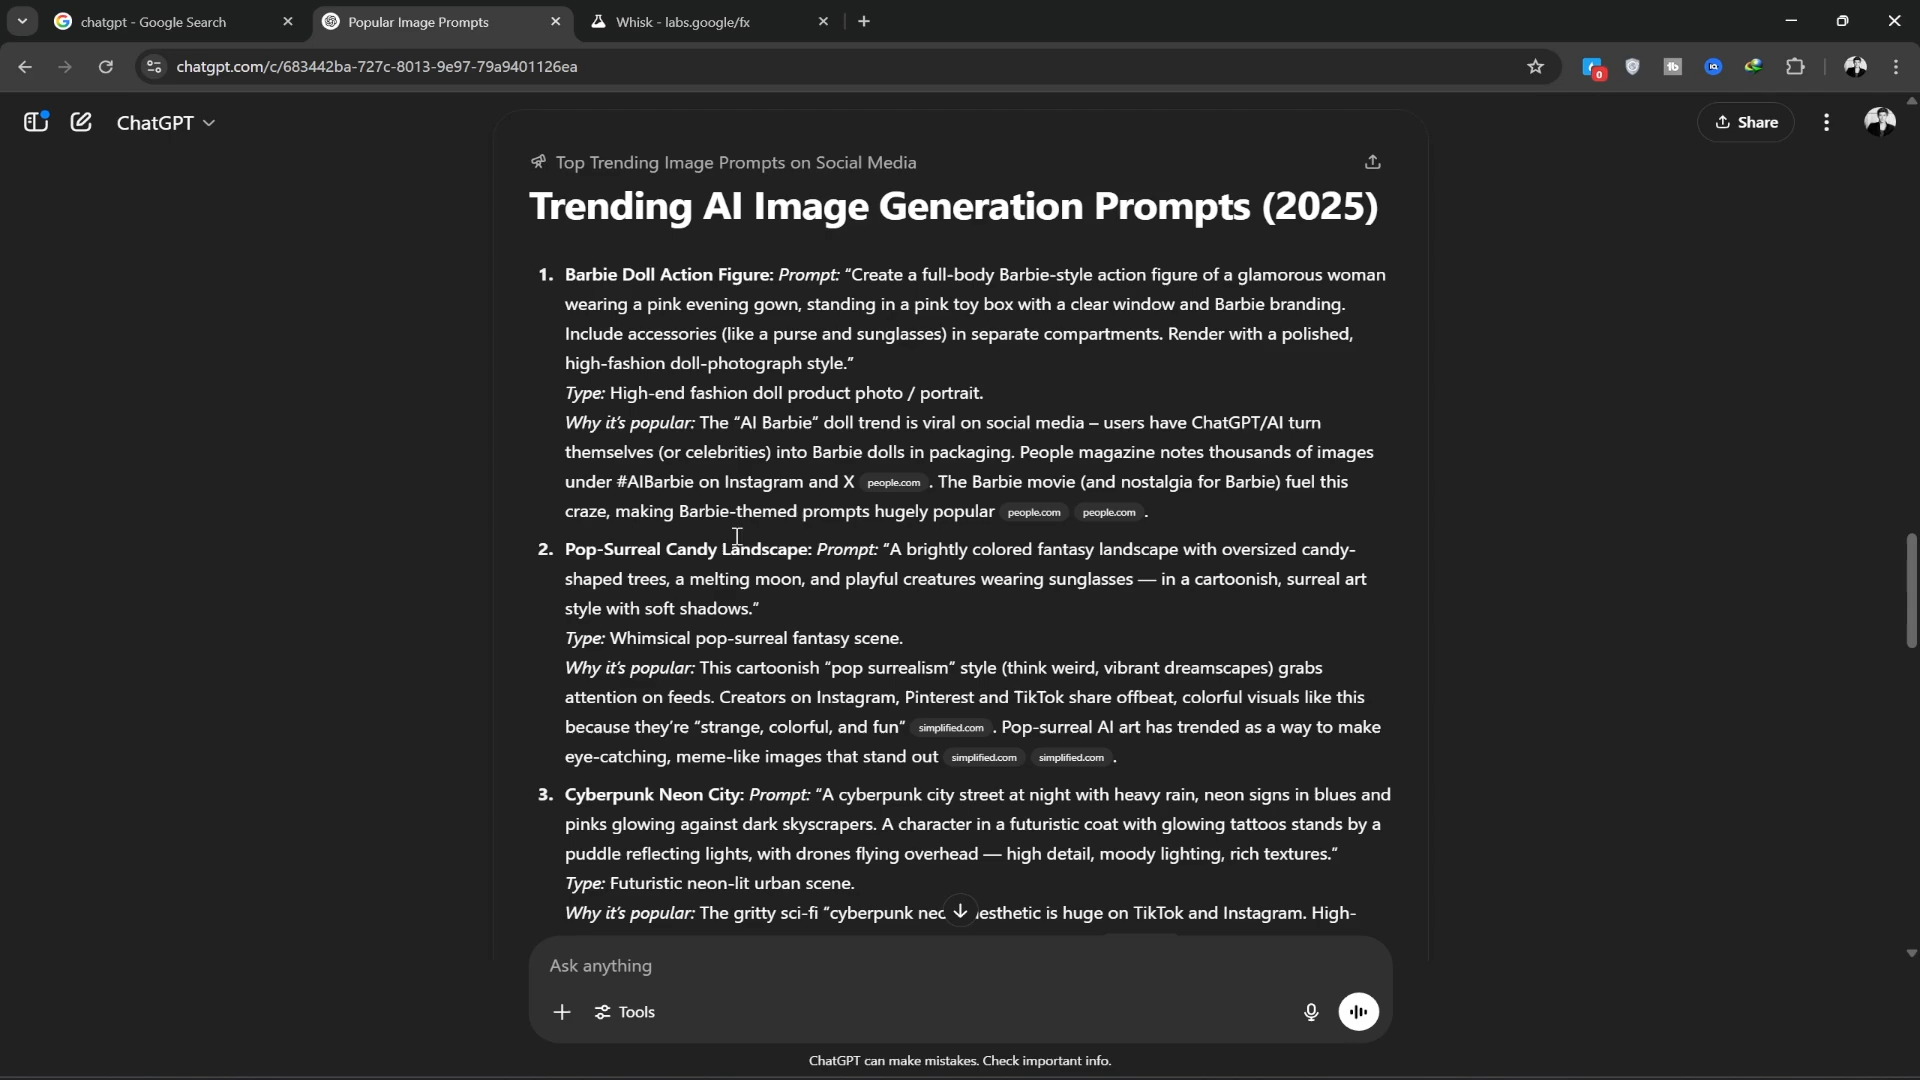 chatgpt - Google Search
Popular Image Prompts
Whisk - labs.google/fx
chatgpt.com/c/683442ba-727c-8013-9e97-79a9401126ea
0
tb
IQ
ChatGPT
Share
Top Trending Image Prompts on Social Media
Trending AI Image Generation Prompts (2025)
1. Barbie Doll Action Figure: Prompt: “Create a full-body Barbie-style action figure of a glamorous woman
wearing a pink evening gown, standing in a pink toy box with a clear window and Barbie branding.
Include accessories (like a purse and sunglasses) in separate compartments. Render with a polished,
high-fashion doll-photograph style.”
Type: High-end fashion doll product photo / portrait.
Why it’s popular: The “AI Barbie” doll trend is viral on social media – users have ChatGPT/AI turn
themselves (or celebrities) into Barbie dolls in packaging. People magazine notes thousands of images
under #AIBarbie on Instagram and X people.com . The Barbie movie (and nostalgia for Barbie) fuel this
craze, making Barbie-themed prompts hugely popular people.com people.com .
2. Pop-Surreal Candy Landscape: Prompt: “A brightly colored fantasy landscape with oversized candy-
shaped trees, a melting moon, and playful creatures wearing sunglasses — in a cartoonish, surreal art
style with soft shadows.”
Type: Whimsical pop-surreal fantasy scene.
Why it’s popular: This cartoonish “pop surrealism” style (think weird, vibrant dreamscapes) grabs
attention on feeds. Creators on Instagram, Pinterest and TikTok share offbeat, colorful visuals like this
because they’re “strange, colorful, and fun” simplified.com . Pop-surreal AI art has trended as a way to make
eye-catching, meme-like images that stand out simplified.com simplified.com .
3. Cyberpunk Neon City: Prompt: “A cyberpunk city street at night with heavy rain, neon signs in blues and
pinks glowing against dark skyscrapers. A character in a futuristic coat with glowing tattoos stands by a
puddle reflecting lights, with drones flying overhead — high detail, moody lighting, rich textures.”
Type: Futuristic neon-lit urban scene.
Why it’s popular: The gritty sci-fi “cyberpunk is huge on TikTok and Instagram. High-
Ask anything
Tools
ChatGPT can make mistakes. Check important info.